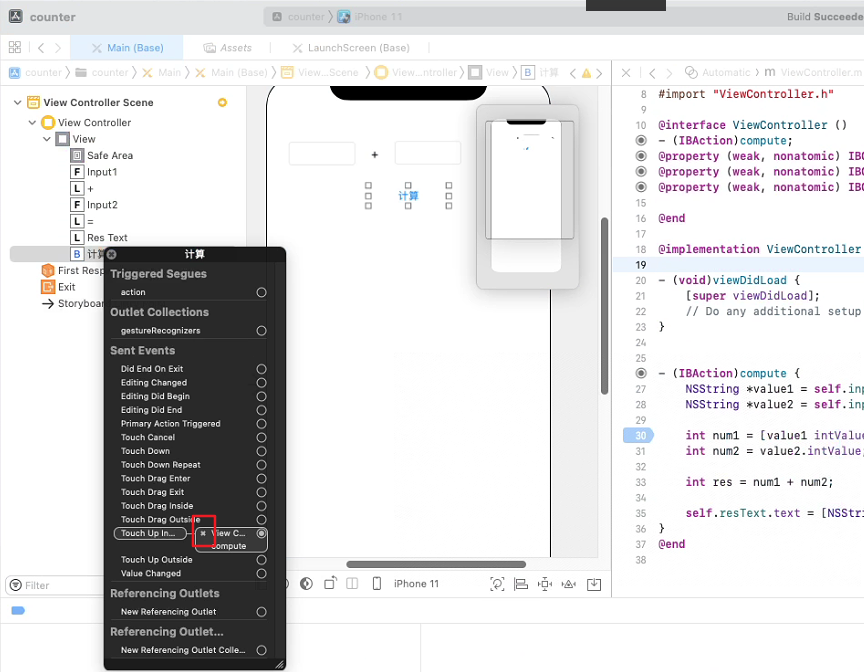 counter
counter
iPhone 11
Build Succeede
Main (Base)
Assets
LaunchScreen (Base)
counter
counter
Main
Main (Base)
View...Scene
View...ntroller
View
B 计算
Automatic
m ViewController.m
View Controller Scene
View Controller
View
Safe Area
F Input1
L +
F Input2
L =
L Res Text
B 计算
First Resp
Exit
Storyboar
Filter
+
计算
iPhone 11
计算
Triggered Segues
action
Outlet Collections
gestureRecognizers
Sent Events
Did End On Exit
Editing Changed
Editing Did Begin
Editing Did End
Primary Action Triggered
Touch Cancel
Touch Down
Touch Down Repeat
Touch Drag Enter
Touch Drag Exit
Touch Drag Inside
Touch Drag Outside
Touch Up In... View C...
compute
Touch Up Outside
Value Changed
Referencing Outlets
New Referencing Outlet
Referencing Outlet...
New Referencing Outlet Colle...
8 #import "ViewController.h"
9
10 @interface ViewController ()
- (IBAction)compute;
@property (weak, nonatomic) IBO
@property (weak, nonatomic) IBO
@property (weak, nonatomic) IBO
15
16 @end
17
18 @implementation ViewController
19
20 - (void)viewDidLoad {
21 [super viewDidLoad];
22 // Do any additional setup
23 }
24
25
- (IBAction)compute {
27 NSString *value1 = self.inp
28 NSString *value2 = self.inp
29
30 int num1 = [value1 intValue
31 int num2 = value2.intValue;
32
33 int res = num1 + num2;
34
35 self.resText.text = [NSStri
36 }
37 @end
38